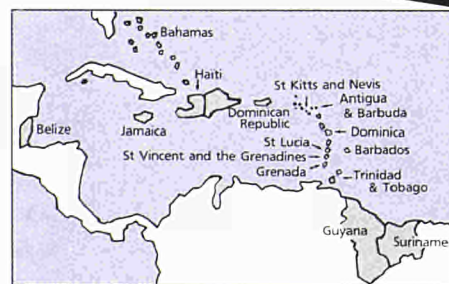 Bahamas
Haiti
St Kitts and Nevis
Antigua
& Barbuda
Dominican
Republic
Belize
Jamaica
Dominica
St Lucia
St Vincent and the Grenadines
Barbados
Grenada
Trinidad
& Tobago
Guyana
Suriname